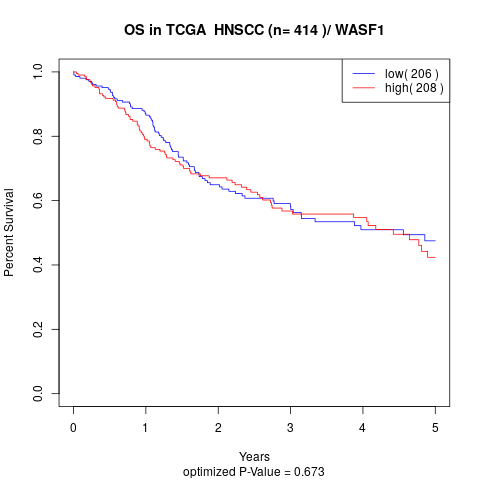 OS in TCGA  HNSCC (n= 414 )/ WASF1
low( 206 )
high( 208 )
Percent Survival
1.0
0.8
0.6
0.4
0.2
0.0
0 1 2 3 4 5
Years
optimized P-Value = 0.673